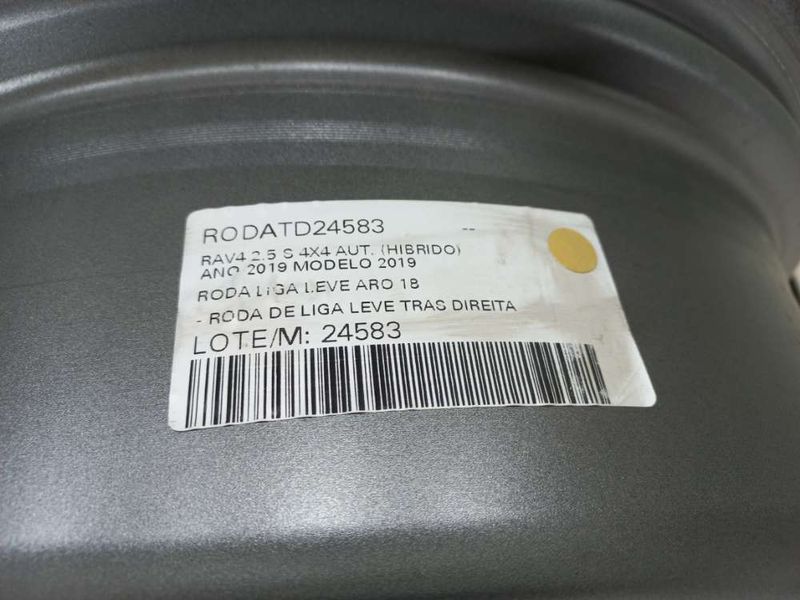 RODATD24583 --
RAV4 2.5 S 4X4 AUT. (HIBRIDO)
ANO 2019 MODELO 2019
RODA LIGA LEVE ARO 18
- RODA DE LIGA LEVE TRAS DIREITA
LOTE/M: 24583